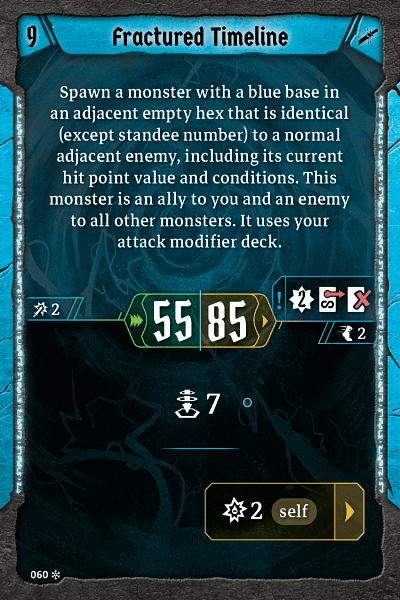 9 Fractured Timeline
Spawn a monster with a blue base in
an adjacent empty hex that is identical
(except standee number) to a normal
adjacent enemy, including its current
hit point value and conditions. This
monster is an ally to you and an enemy
to all other monsters. It uses your
attack modifier deck.
2 55 85 ! 2
2
7
2 self
060